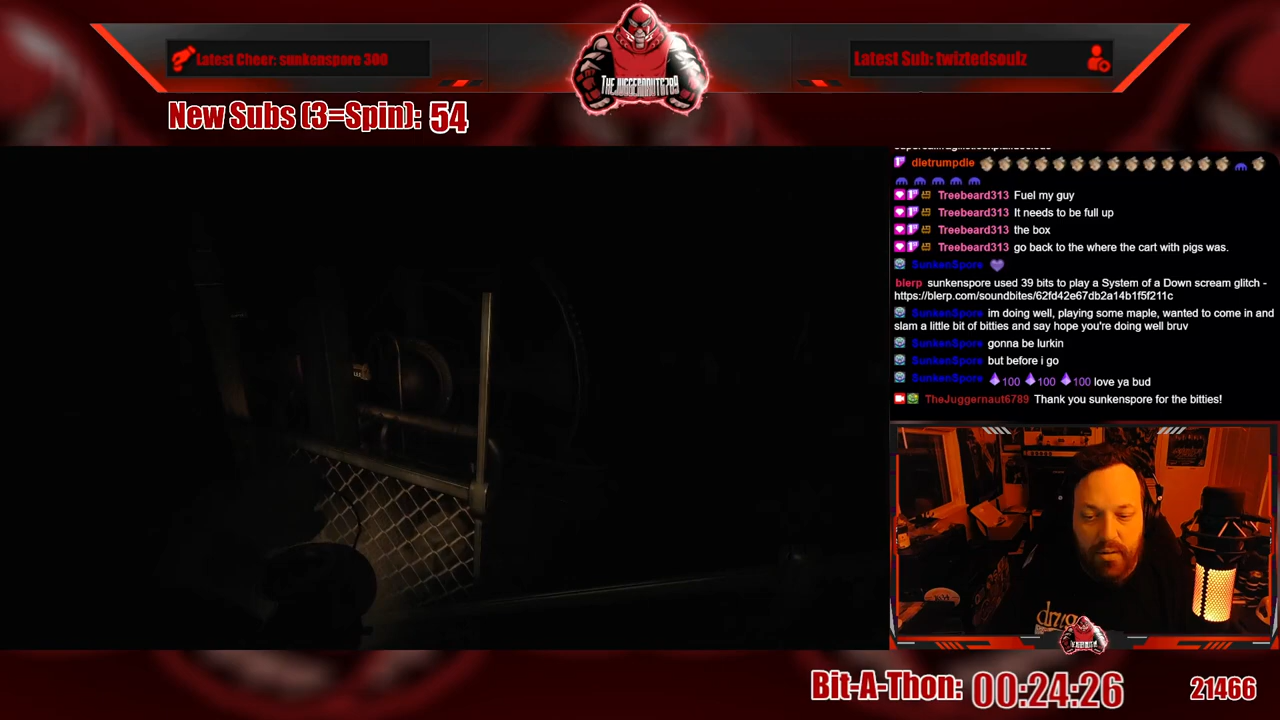 Latest Cheer: sunkenspore 300
THEJUGGERNAUT6789
Latest Sub: twiztedsoulz
New Subs (3=Spin): 54
dietrumpdie
Treebeard313 Fuel my guy
Treebeard313 It needs to be full up
Treebeard313 the box
Treebeard313 go back to the where the cart with pigs was.
SunkenSpore
blerp sunkenspore used 39 bits to play a System of a Down scream glitch -
https://blerp.com/soundbites/62fd42e67db2a14b1f5f211c
SunkenSpore im doing well, playing some maple, wanted to come in and
slam a little bit of bitties and say hope you're doing well bruv
SunkenSpore gonna be lurkin
SunkenSpore but before i go
SunkenSpore 100 100 100 love ya bud
TheJuggernaut6789 Thank you sunkenspore for the bitties!
Bit-A-Thon: 00:24:26
21466